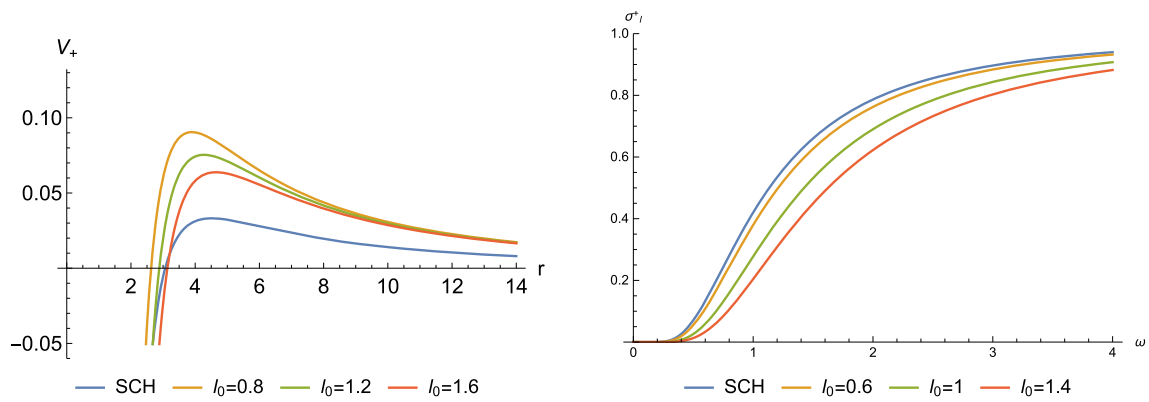 V₊
0.10
0.05
−0.05
2 4 6 8 10 12 14 r
SCH l₀=0.8 l₀=1.2 l₀=1.6
σ⁺ₗ
1.0
0.8
0.6
0.4
0.2
0 1 2 3 4 ω
SCH l₀=0.6 l₀=1 l₀=1.4